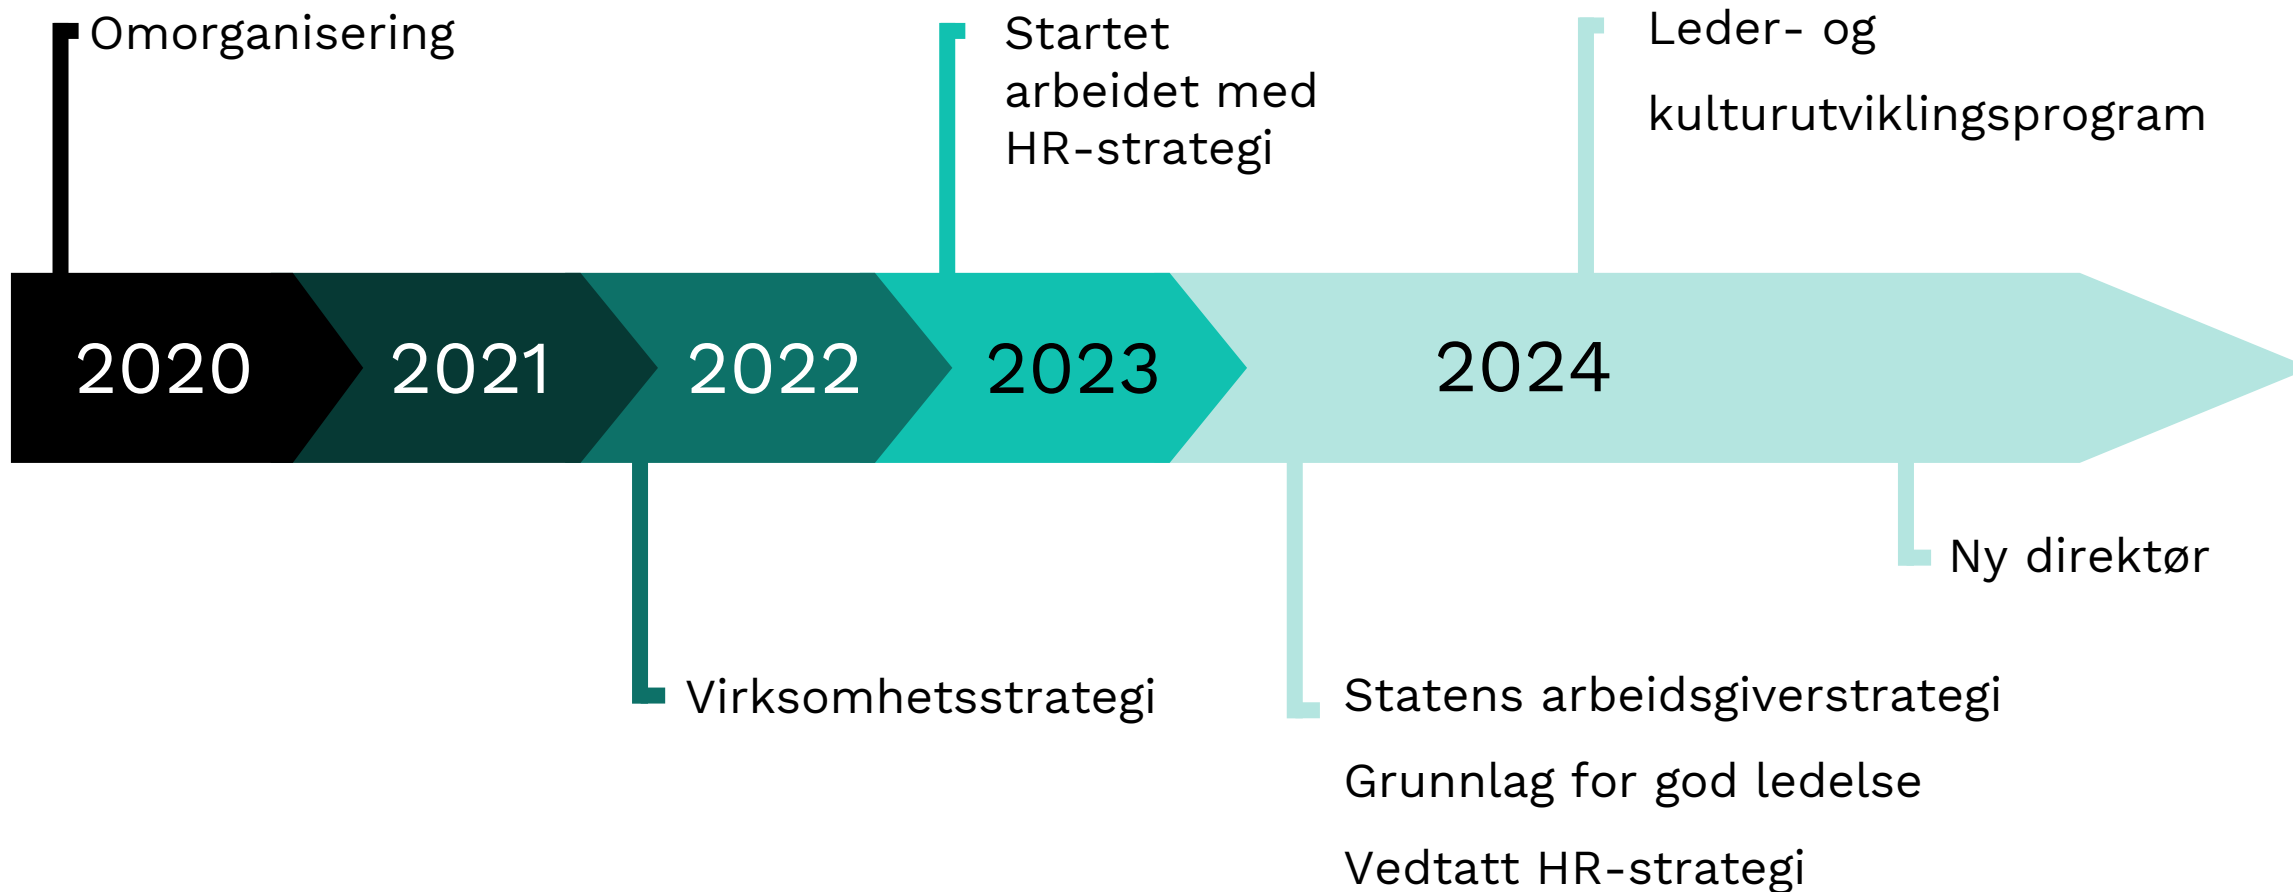 Omorganisering
Startet
arbeidet med
HR-strategi
Leder- og
kulturutviklingsprogram
2020
2021
2022
2023
2024
Ny direktør
Virksomhetsstrategi
Statens arbeidsgiverstrategi
Grunnlag for god ledelse
Vedtatt HR-strategi